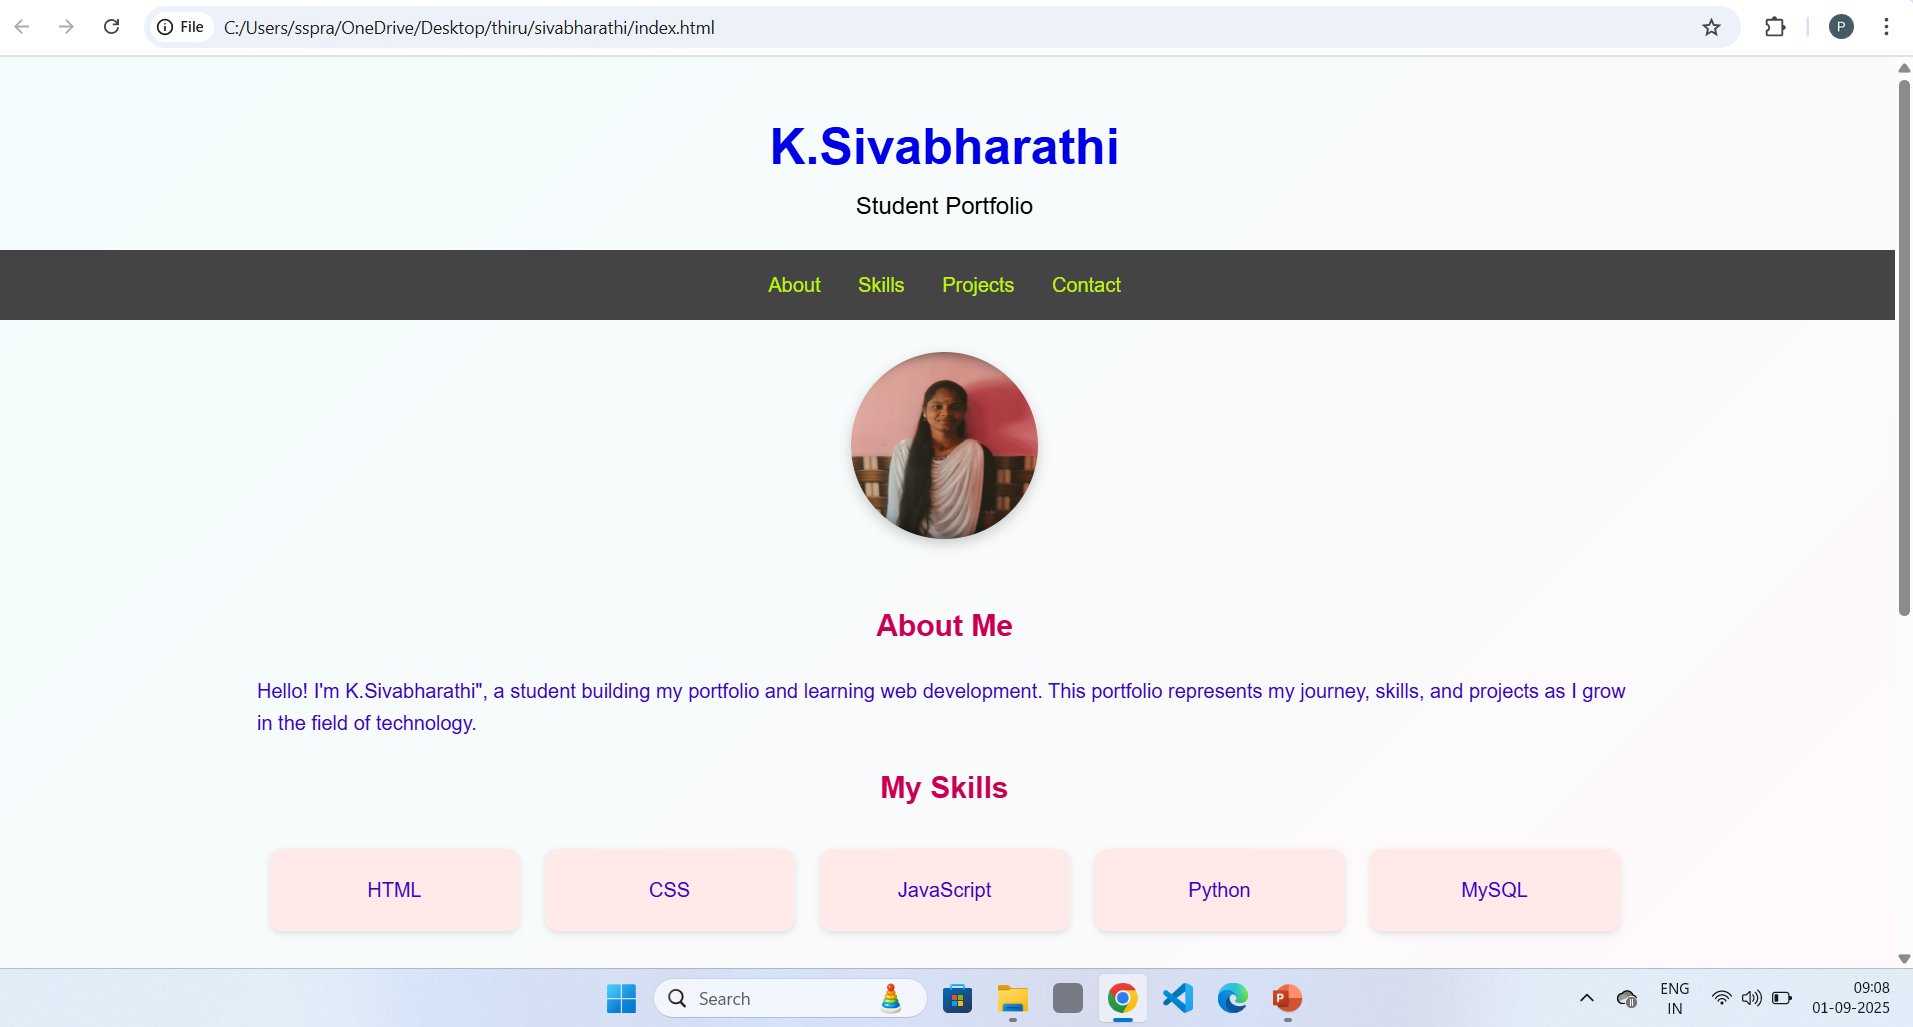 File C:/Users/sspra/OneDrive/Desktop/thiru/sivabharathi/index.html
P
K.Sivabharathi
Student Portfolio
About Skills Projects Contact
About Me
Hello! I'm K.Sivabharathi", a student building my portfolio and learning web development. This portfolio represents my journey, skills, and projects as I grow
in the field of technology.
My Skills
HTML CSS JavaScript Python MySQL
Search
P
ENG
IN
09:08
01-09-2025